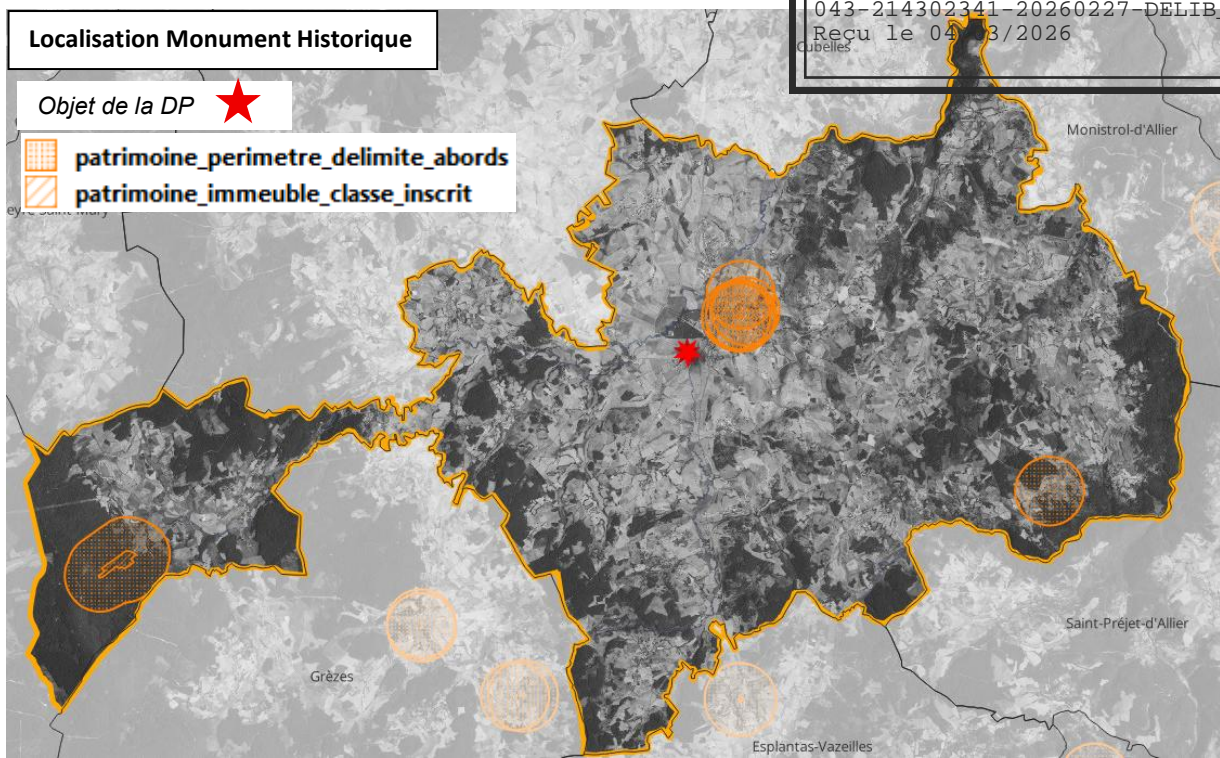 043-214302341-20260227-DELIB_
Reçu le 04/03/2026
Localisation Monument Historique
Cubelles
Objet de la DP
Monistrol-d'Allier
patrimoine_perimetre_delimite_abords
patrimoine_immeuble_classe_inscrit
Saint-Préjet-d'Allier
Grèzes
Esplantas-Vazeilles